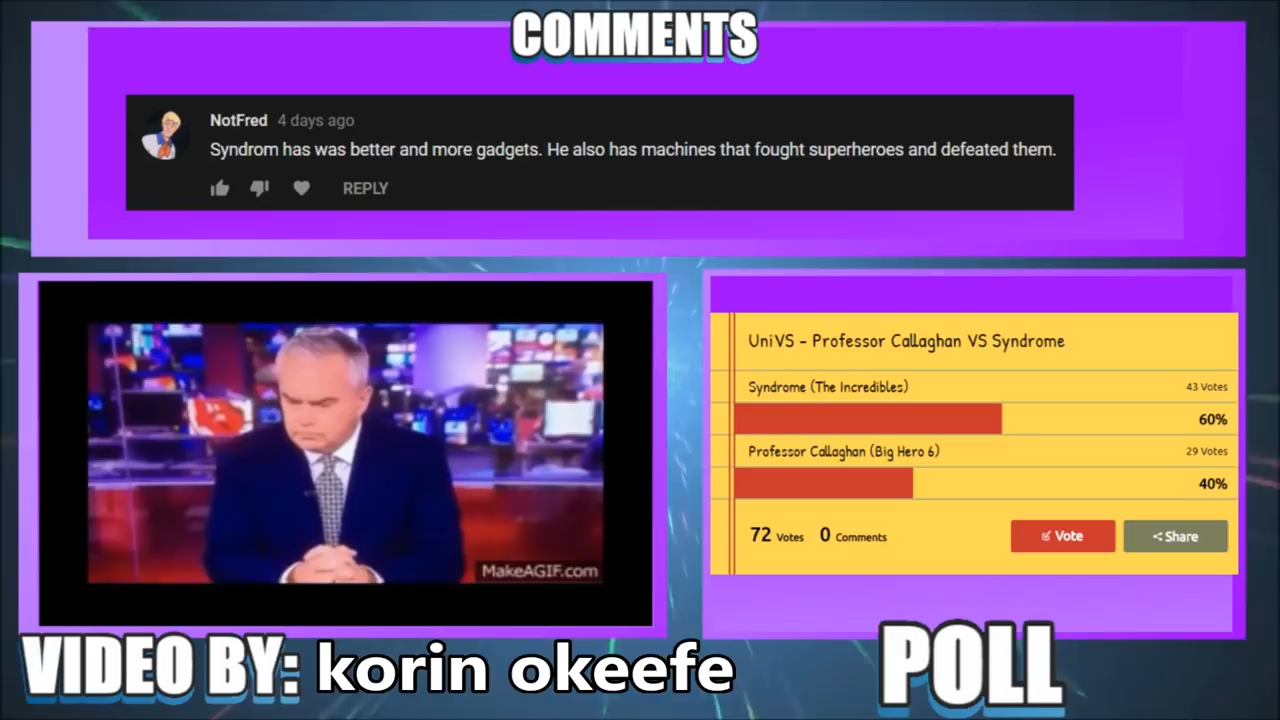 COMMENTS
NotFred 4 days ago
Syndrom has was better and more gadgets. He also has machines that fought superheroes and defeated them.
REPLY
MakeAGIF.com
VIDEO BY: korin okeefe
UniVS - Professor Callaghan VS Syndrome
Syndrome (The Incredibles) 43 Votes
60%
Professor Callaghan (Big Hero 6) 29 Votes
40%
72 Votes 0 Comments Vote Share
POLL